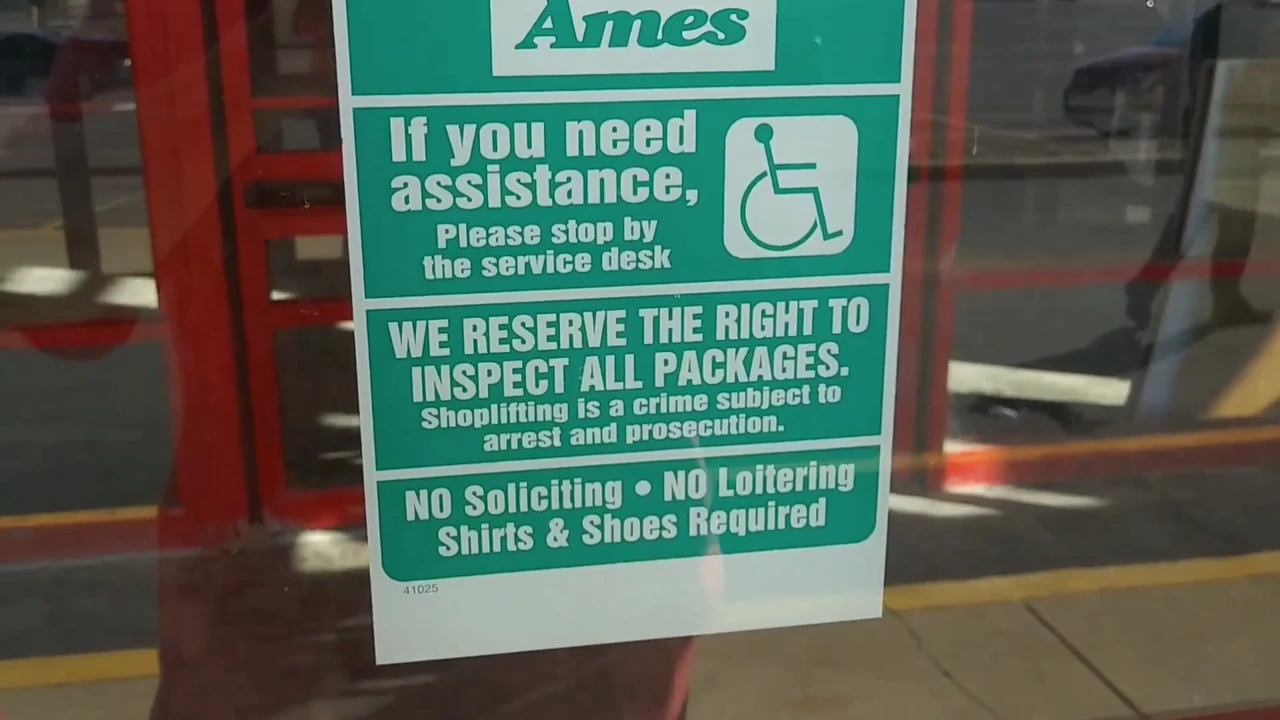 Ames
If you need
assistance,
Please stop by
the service desk
WE RESERVE THE RIGHT TO
INSPECT ALL PACKAGES.
Shoplifting is a crime subject to
arrest and prosecution.
NO Soliciting • NO Loitering
Shirts & Shoes Required
41025